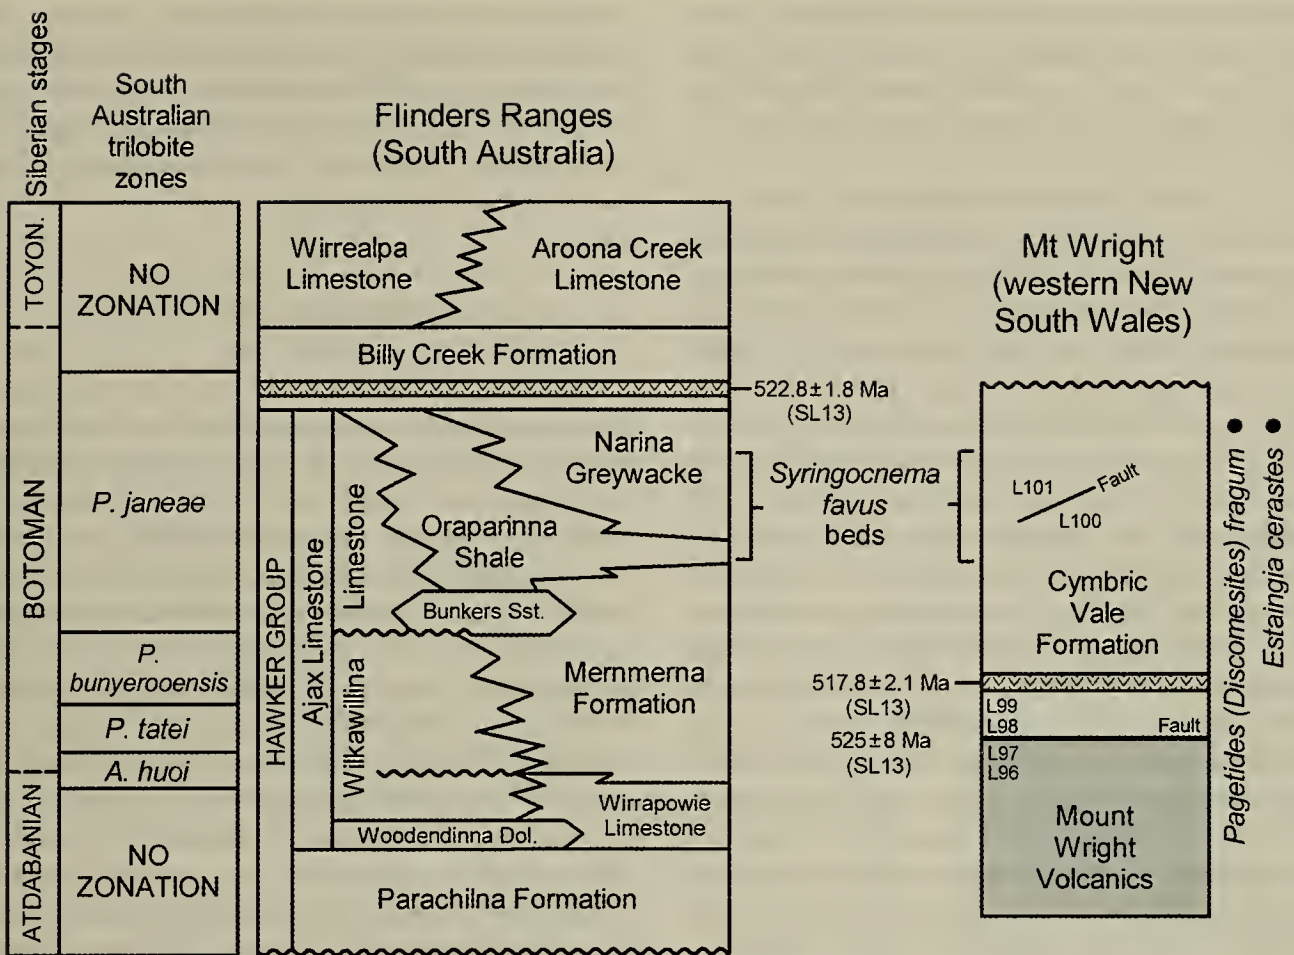 Siberian stages
South
Australian
trilobite
zones
Flinders Ranges
(South Australia)
Mt Wright
(western New
South Wales)
TOYON.
BOTOMAN
ATDABANIAN
NO
ZONATION
P. janeae
P.
bunyerooensis
P. tatei
A. huoi
NO
ZONATION
Wirrealpa
Limestone
Aroona Creek
Limestone
Billy Creek Formation
522.8±1.8 Ma
(SL13)
HAWKER GROUP
Ajax Limestone
Wilkawillina
Limestone
Narina
Greywacke
Oraparinna
Shale
Bunkers Sst.
Mernmerna
Formation
Wirrapowie
Limestone
Woodendinna Dol.
Parachilna Formation
Syringocnema
favus
beds
517.8±2.1 Ma
(SL13)
525±8 Ma
(SL13)
L101
Fault
L100
Cymbric
Vale
Formation
L99
L98
Fault
L97
L96
Mount
Wright
Volcanics
Pagetides (Discomesites) fragum
Estaingia cerastes